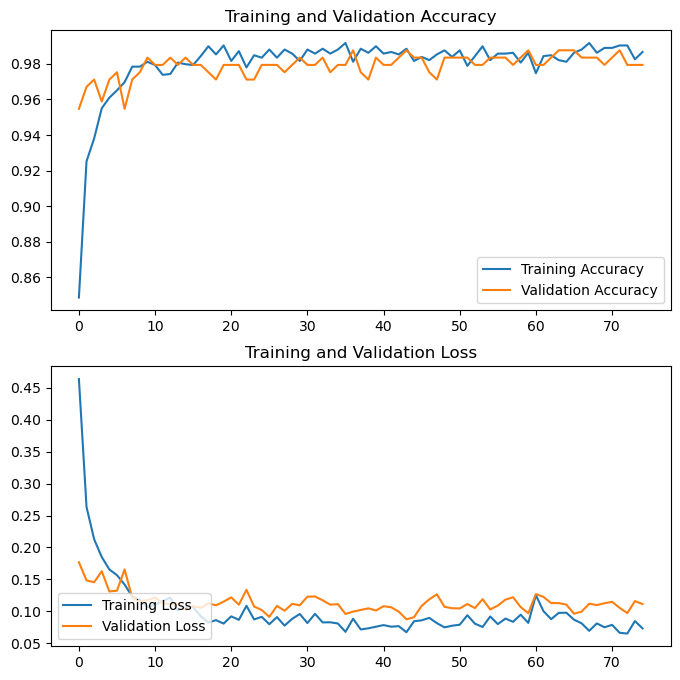 Training and Validation Accuracy
0.98
0.96
0.94
0.92
0.90
0.88
0.86
Training Accuracy
Validation Accuracy
0 10 20 30 40 50 60 70
Training and Validation Loss
0.45
0.40
0.35
0.30
0.25
0.20
0.15
0.10
0.05
Training Loss
Validation Loss
0 10 20 30 40 50 60 70